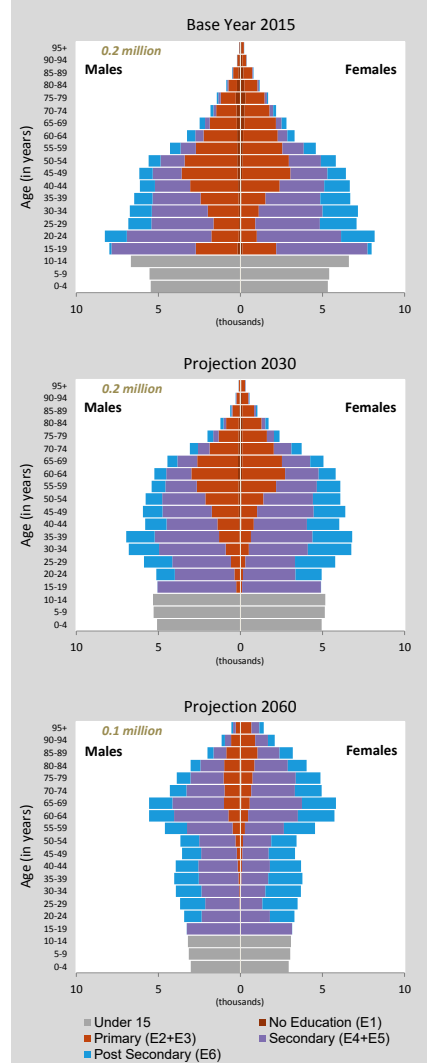 Base Year 2015
95+
0.2 million
90-94
85-89
Males
Females
80-84
75-79
70-74
65-69
60-64
55-59
50-54
45-49
40-44
35-39
30-34
25-29
20-24
15-19
10-14
5-9
0-4
Age (in years)
10 5 0 5 10
(thousands)
Projection 2030
95+
0.2 million
90-94
85-89
Males
Females
80-84
75-79
70-74
65-69
60-64
55-59
50-54
45-49
40-44
35-39
30-34
25-29
20-24
15-19
10-14
5-9
0-4
Age (in years)
10 5 0 5 10
(thousands)
Projection 2060
95+
0.1 million
90-94
85-89
Males
Females
80-84
75-79
70-74
65-69
60-64
55-59
50-54
45-49
40-44
35-39
30-34
25-29
20-24
15-19
10-14
5-9
0-4
Age (in years)
10 5 0 5 10
(thousands)
Under 15
No Education (E1)
Primary (E2+E3)
Secondary (E4+E5)
Post Secondary (E6)